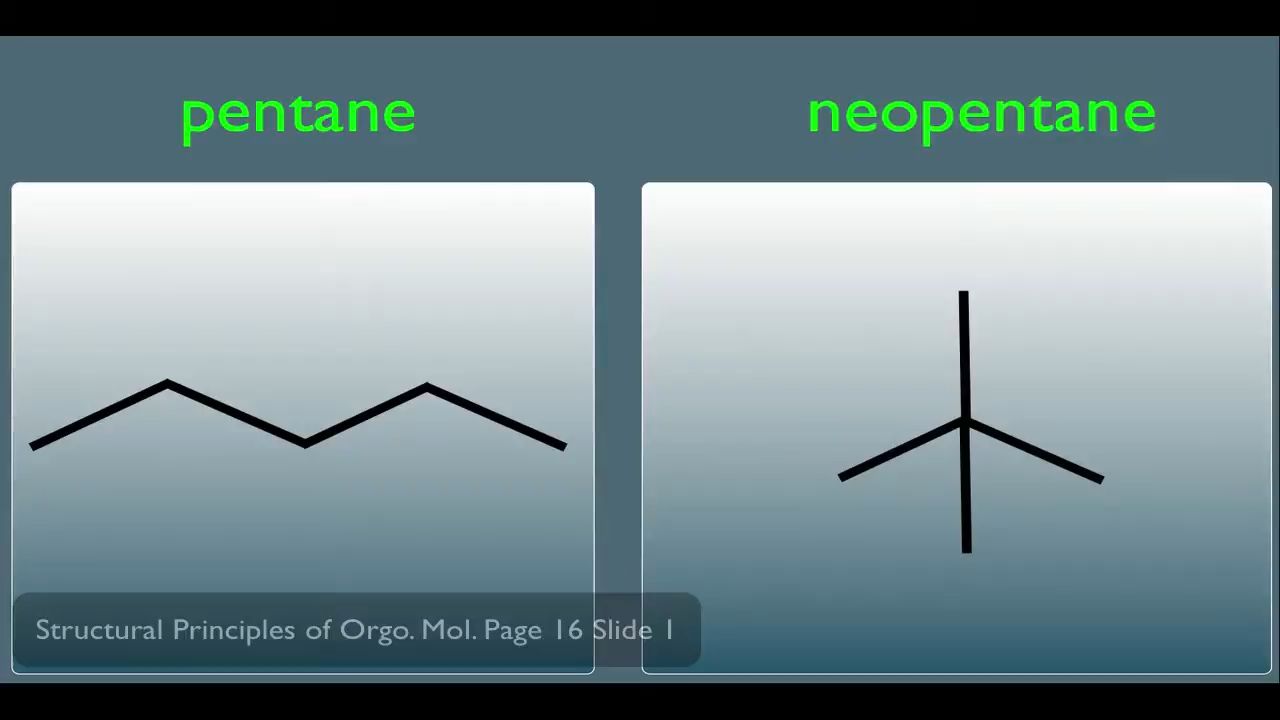 pentane
neopentane
Structural Principles of Orgo. Mol. Page 16 Slide 1